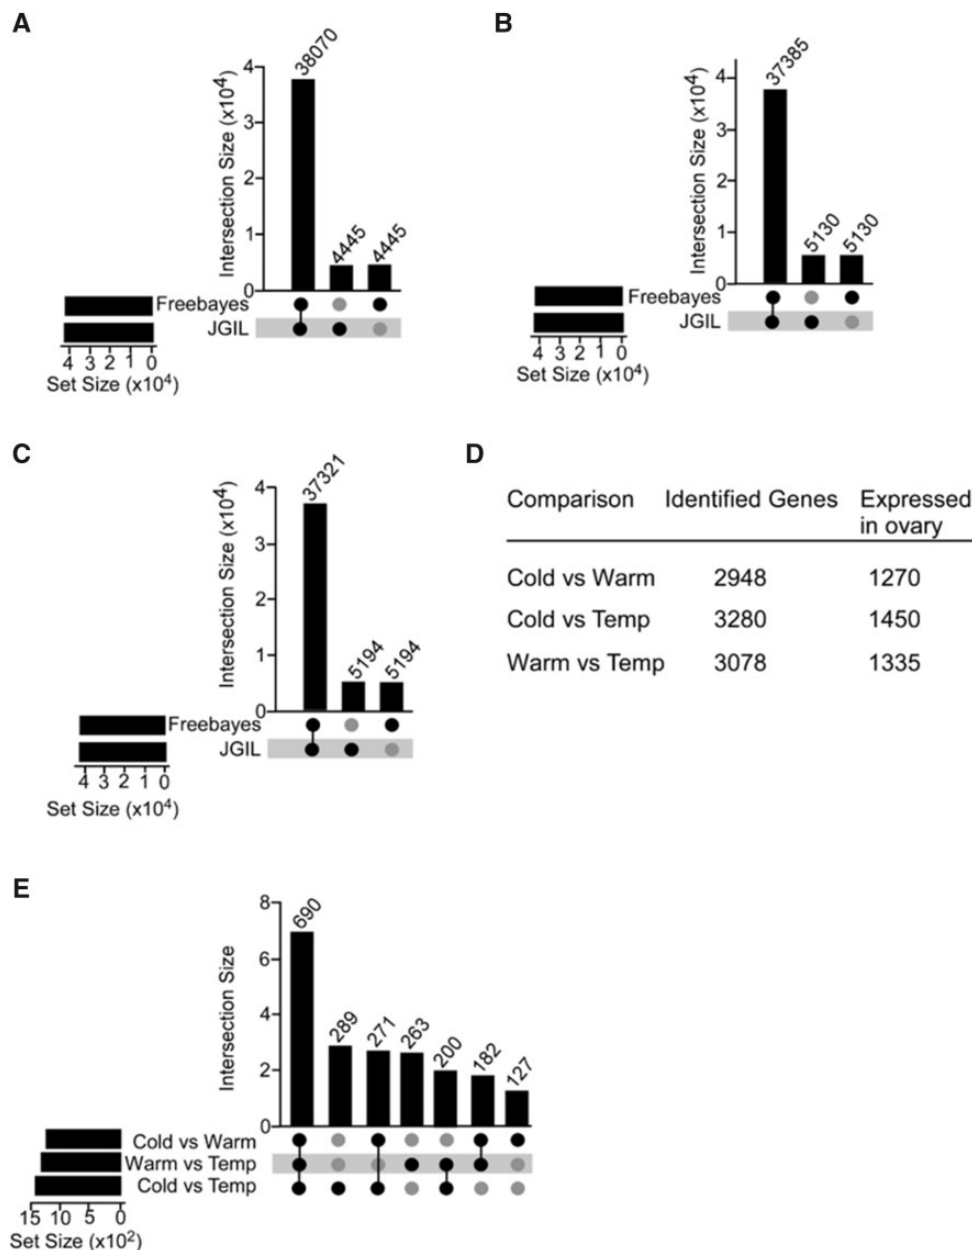 A
Intersection Size (x10⁴)
4
3
2
1
0
38070
4445
4445
Freebayes
JGIL
4 3 2 1 0
Set Size (x10⁴)
B
Intersection Size (x10⁴)
4
3
2
1
0
37385
5130
5130
Freebayes
JGIL
4 3 2 1 0
Set Size (x10⁴)
C
Intersection Size (x10⁴)
4
3
2
1
0
37321
5194
5194
Freebayes
JGIL
4 3 2 1 0
Set Size (x10⁴)
D
Comparison Identified Genes Expressed
in ovary
Cold vs Warm 2948 1270
Cold vs Temp 3280 1450
Warm vs Temp 3078 1335
E
Intersection Size
8
6
4
2
0
690
289
271
263
200
182
127
Cold vs Warm
Warm vs Temp
Cold vs Temp
15 10 5 0
Set Size (x10²)